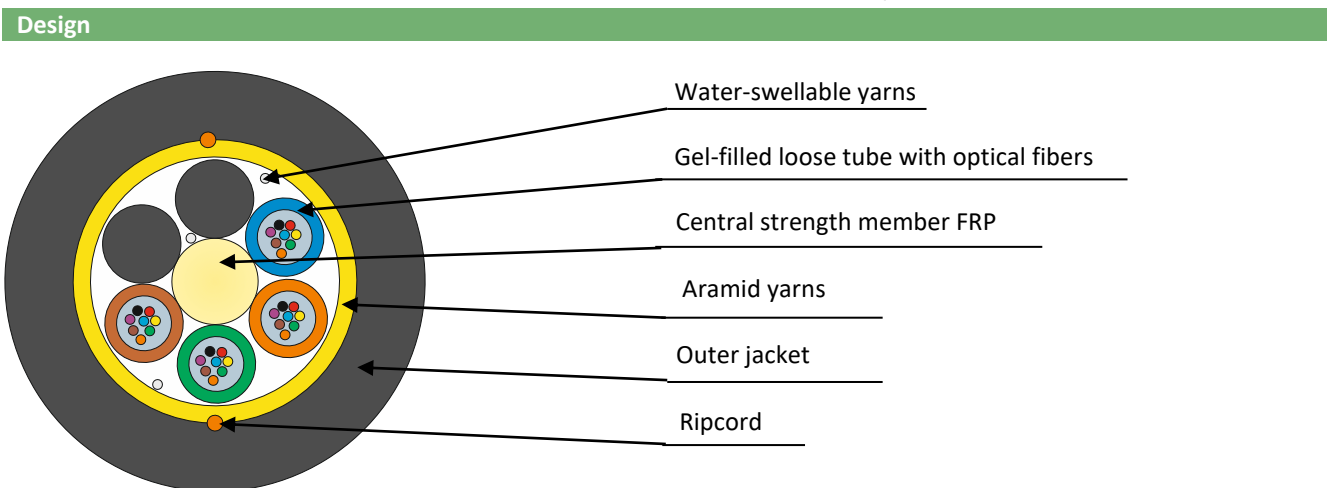 Design
Water-swellable yarns
Gel-filled loose tube with optical fibers
Central strength member FRP
Aramid yarns
Outer jacket
Ripcord